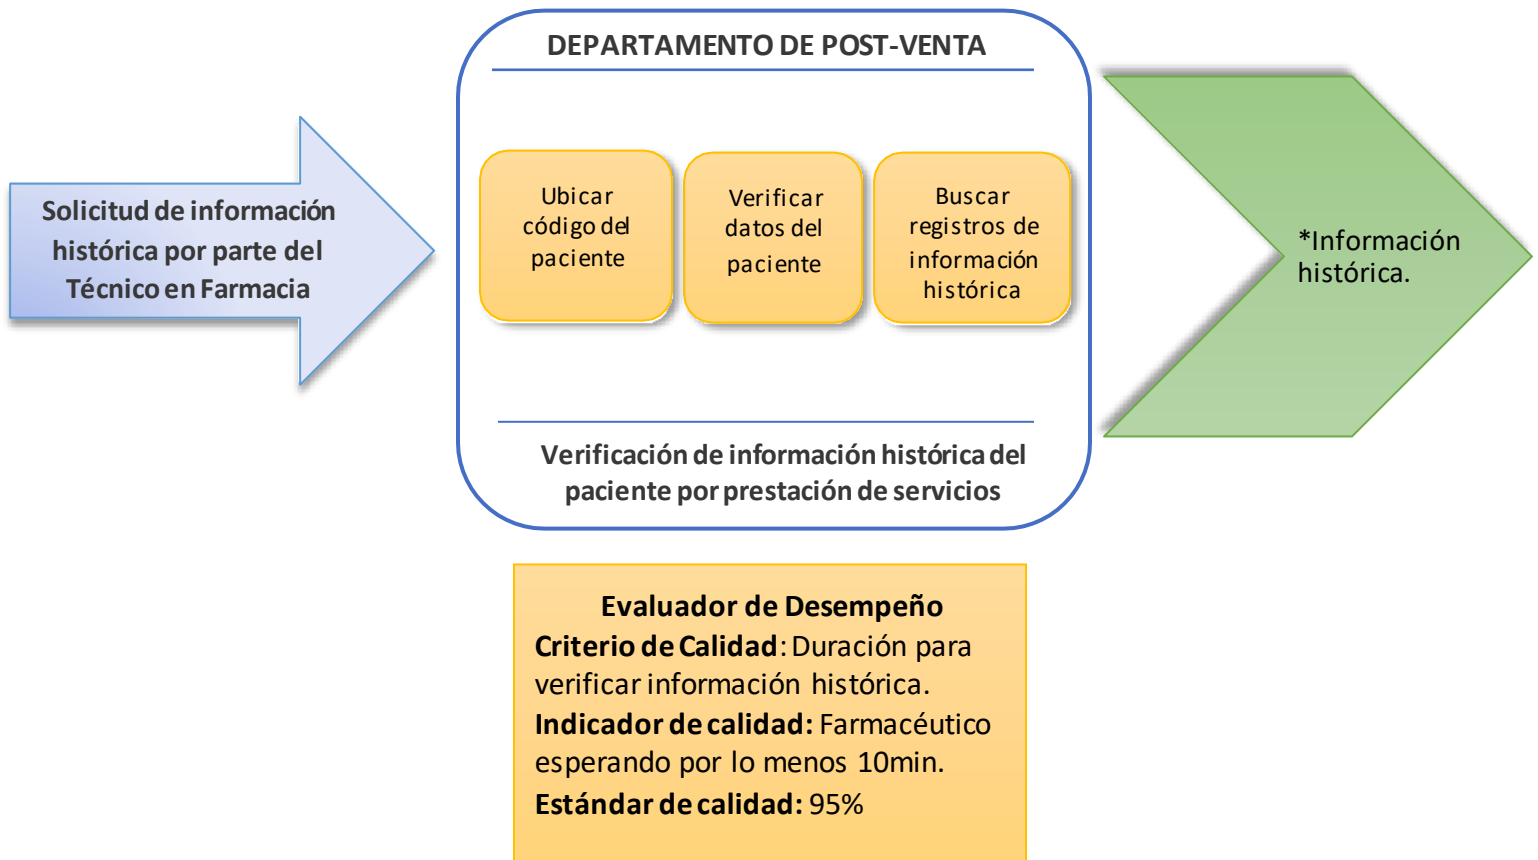 DEPARTAMENTO DE POST-VENTA
Solicitud de información
histórica por parte del
Técnico en Farmacia
Ubicar
código del
paciente
Verificar
datos del
paciente
Buscar
registros de
información
histórica
*Información
histórica.
Verificación de información histórica del
paciente por prestación de servicios
Evaluador de Desempeño
Criterio de Calidad: Duración para
verificar información histórica.
Indicador de calidad: Farmacéutico
esperando por lo menos 10min.
Estándar de calidad: 95%